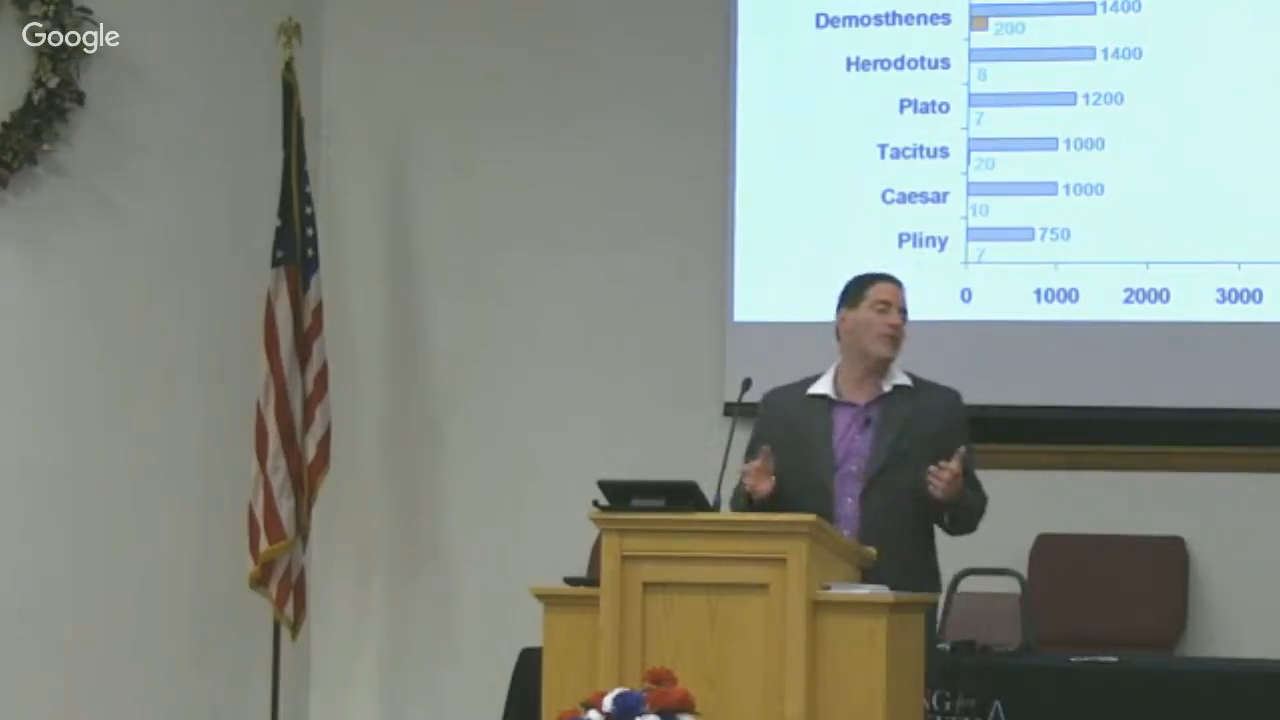 Google
1400
Demosthenes
200
Herodotus 1400
8
Plato 1200
7
Tacitus 1000
20
Caesar 1000
10
Pliny 750
7
0 1000 2000 3000